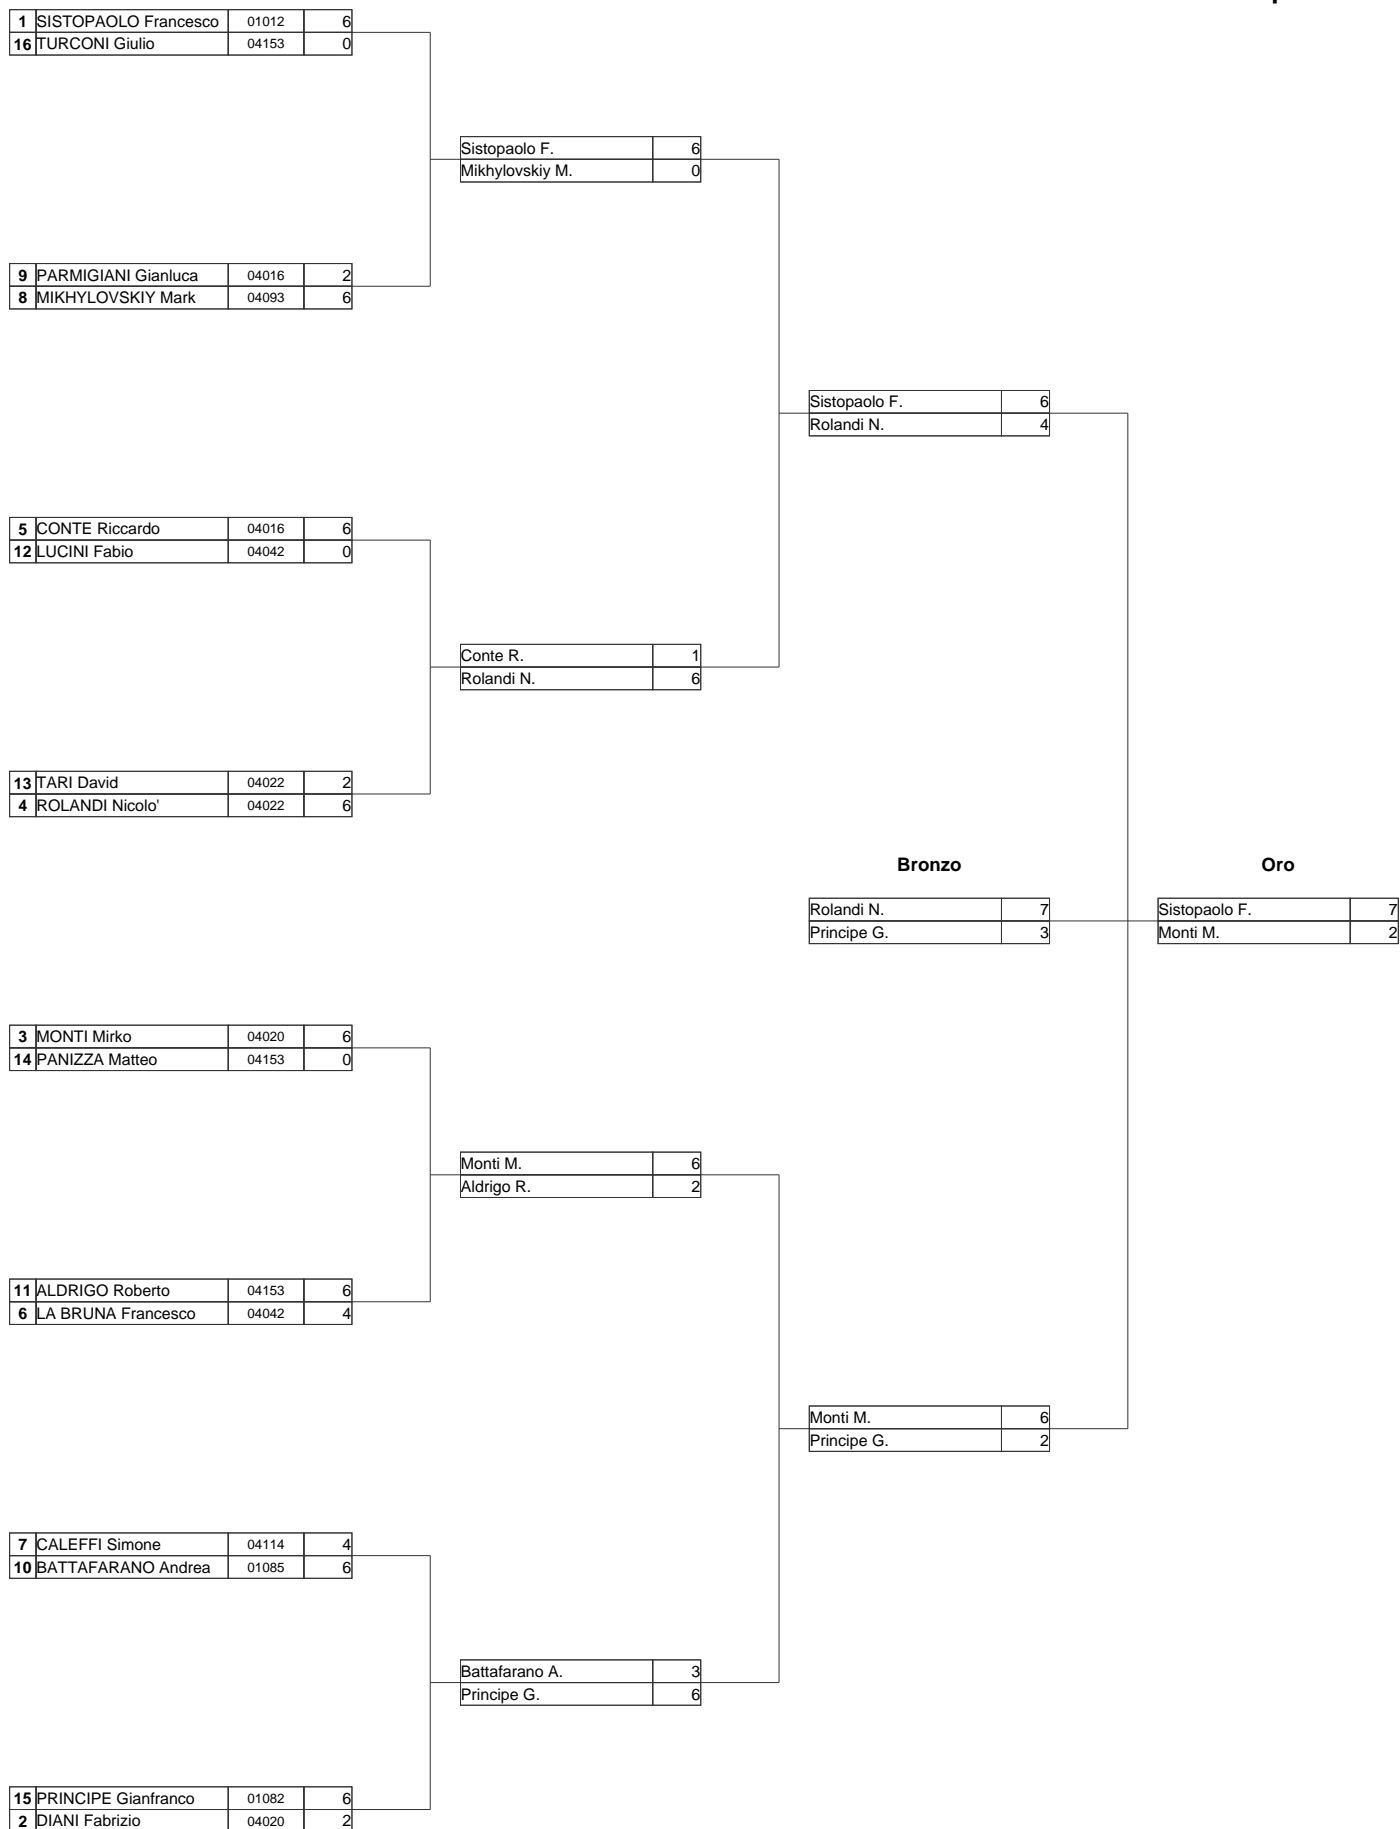 1 SISTOPAOLO Francesco 01012 6
16 TURCONI Giulio 04153 0
Sistopaolo F. 6
Mikhylovskiy M. 0
9 PARMIGIANI Gianluca 04016 2
8 MIKHYLOVSKIY Mark 04093 6
Sistopaolo F. 6
Rolandi N. 4
5 CONTE Riccardo 04016 6
12 LUCINI Fabio 04042 0
Conte R. 1
Rolandi N. 6
13 TARI David 04022 2
4 ROLANDI Nicolo' 04022 6
Bronzo Oro
Rolandi N. 7 Sistopaolo F. 7
Principe G. 3 Monti M. 2
3 MONTI Mirko 04020 6
14 PANIZZA Matteo 04153 0
Monti M. 6
Aldrigo R. 2
11 ALDRIGO Roberto 04153 6
6 LA BRUNA Francesco 04042 4
Monti M. 6
Principe G. 2
7 CALEFFI Simone 04114 4
10 BATTAFARANO Andrea 01085 6
Battafarano A. 3
Principe G. 6
15 PRINCIPE Gianfranco 01082 6
2 DIANI Fabrizio 04020 2